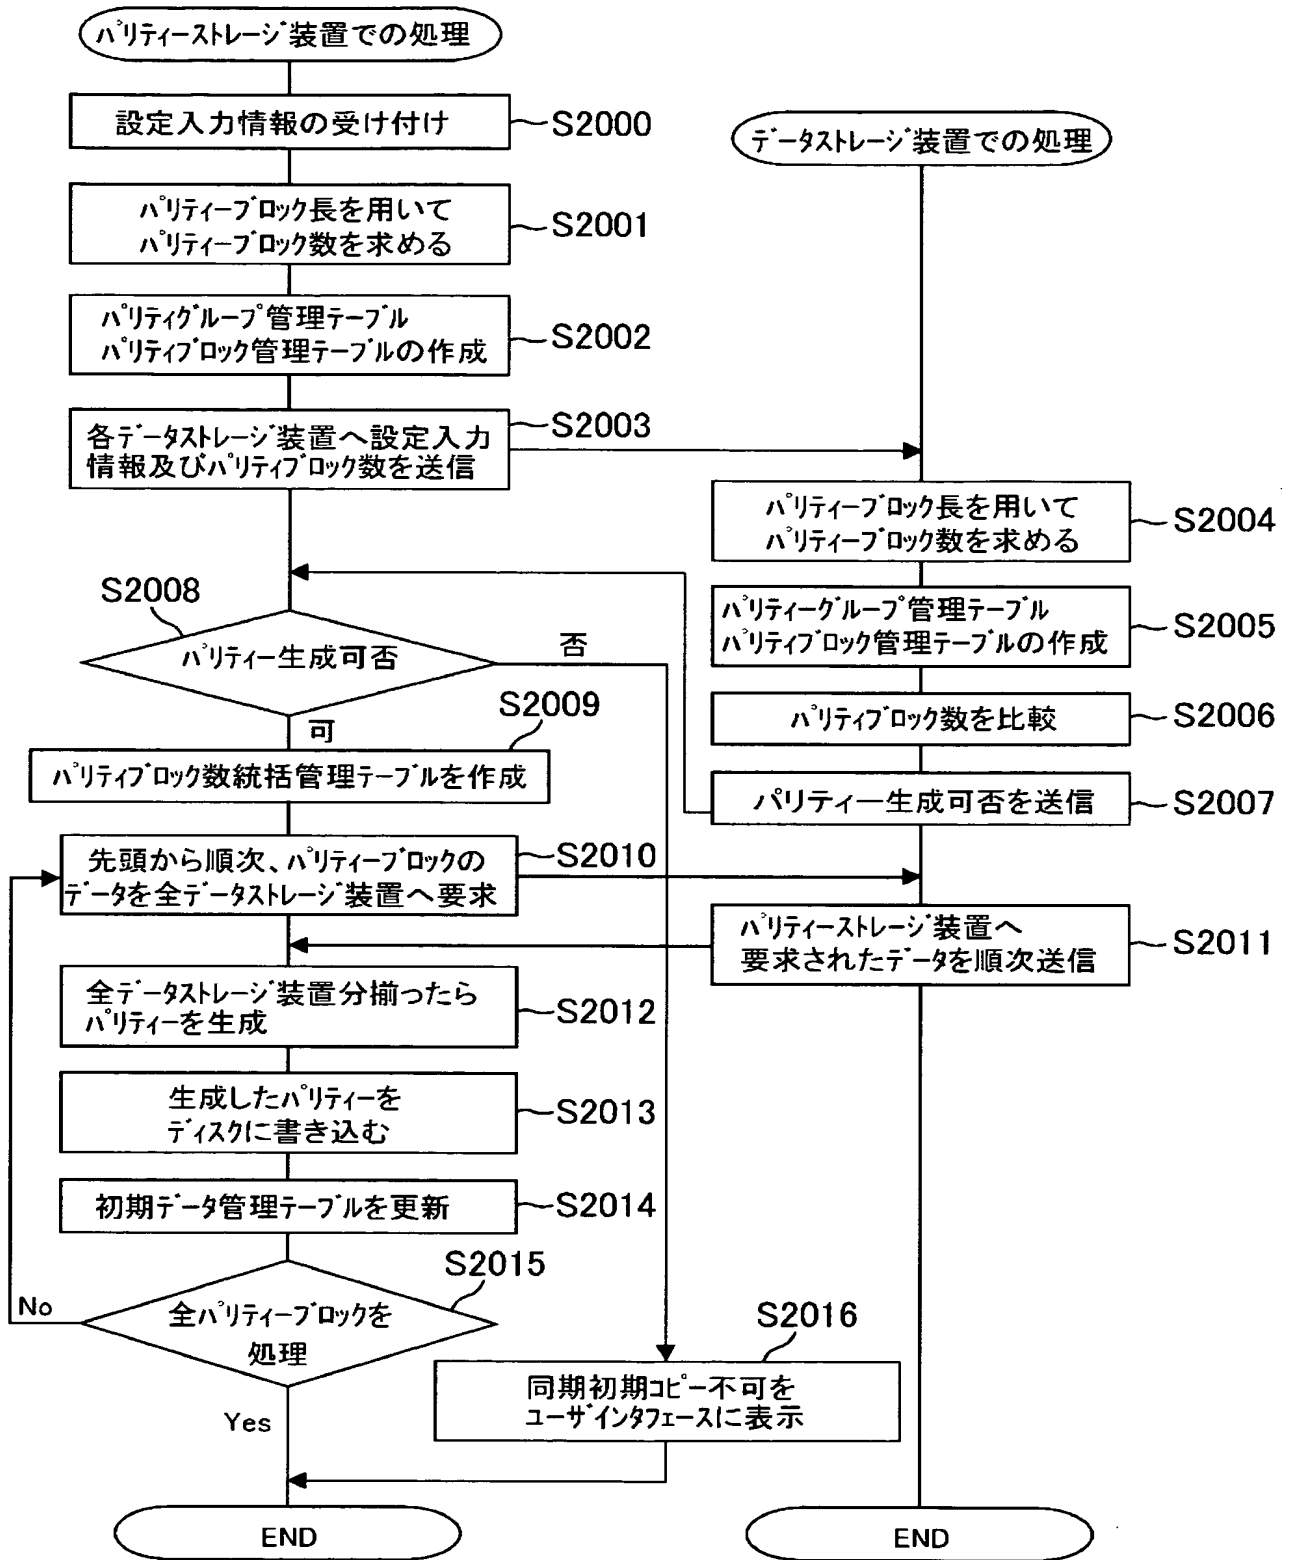 パリティーストレージ装置での処理
設定入力情報の受け付け
S2000
パリティーブロック長を用いて
パリティーブロック数を求める
S2001
パリティグループ管理テーブル
パリティブロック管理テーブルの作成
S2002
各データストレージ装置へ設定入力
情報及びパリティブロック数を送信
S2003
データストレージ装置での処理
パリティーブロック長を用いて
パリティーブロック数を求める
S2004
パリティーグループ管理テーブル
パリティブロック管理テーブルの作成
S2005
パリティブロック数を比較
S2006
パリティー生成可否を送信
S2007
S2008
パリティー生成可否
否
可
S2009
パリティブロック数統括管理テーブルを作成
先頭から順次、パリティーブロックの
データを全データストレージ装置へ要求
S2010
パリティーストレージ装置へ
要求されたデータを順次送信
S2011
全データストレージ装置分揃ったら
パリティーを生成
S2012
生成したパリティーを
ディスクに書き込む
S2013
初期データ管理テーブルを更新
S2014
S2015
全パリティーブロックを
処理
No
Yes
S2016
同期初期コピー不可を
ユーザインタフェースに表示
END
END